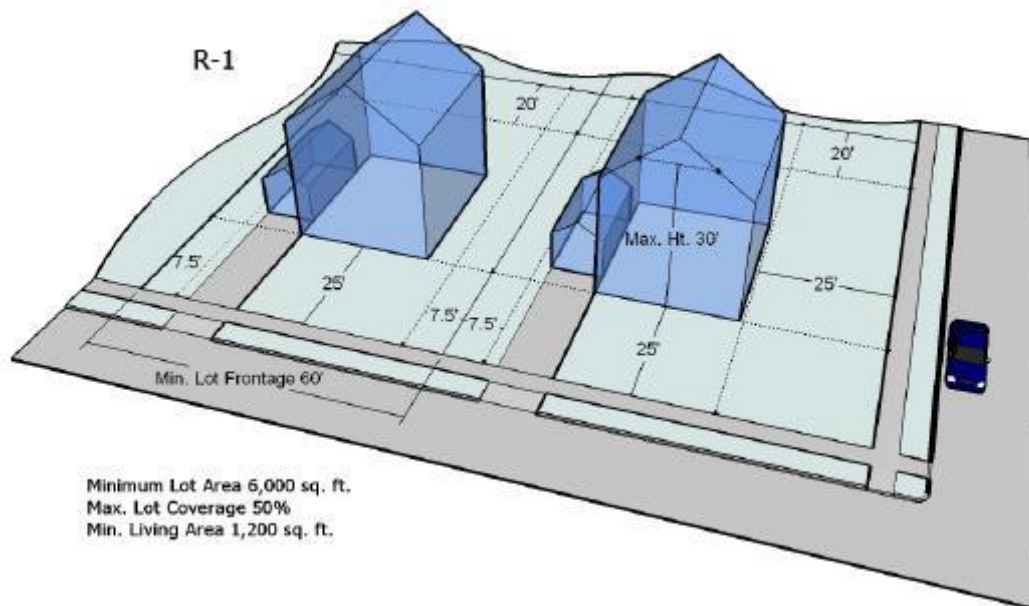 R-1
20'
20'
Max. Ht. 30'
7.5'
25'
25'
7.5'
7.5'
25'
Min. Lot Frontage 60'
Minimum Lot Area 6,000 sq. ft.
Max. Lot Coverage 50%
Min. Living Area 1,200 sq. ft.